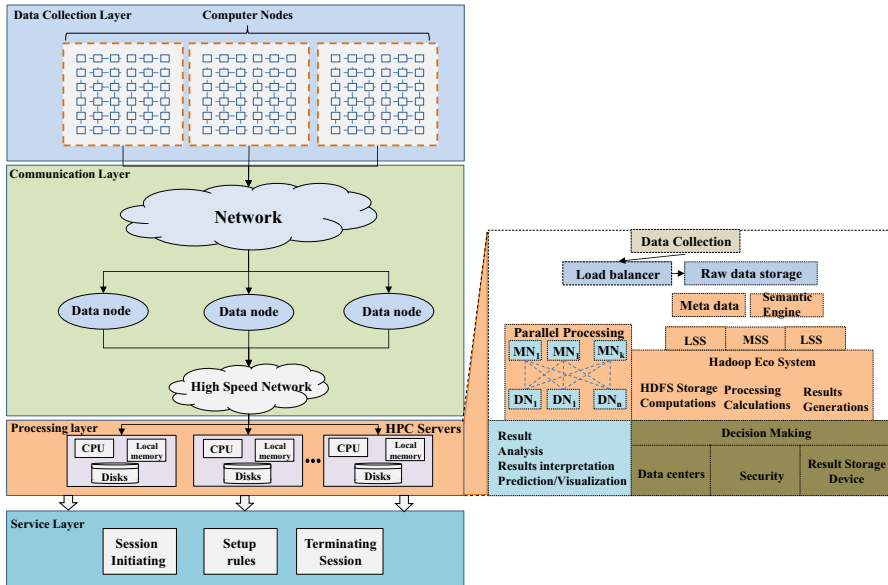 Data Collection Layer
Computer Nodes
Communication Layer
Network
Data node
Data node
Data node
High Speed Network
Processing layer
HPC Servers
CPU
Local
memory
Disks
CPU
Local
memory
Disks
...
CPU
Local
memory
Disks
Service Layer
Session
Initiating
Setup
rules
Terminating
Session
Data Collection
Load balancer
Raw data storage
Meta data
Semantic
Engine
Parallel Processing
MN1
MN1
MNk
DN1
DN1
DNn
LSS
MSS
LSS
Hadoop Eco System
HDFS Storage
Computations
Processing
Calculations
Results
Generations
Result
Analysis
Results interpretation
Prediction/Visualization
Decision Making
Data centers
Security
Result Storage
Device